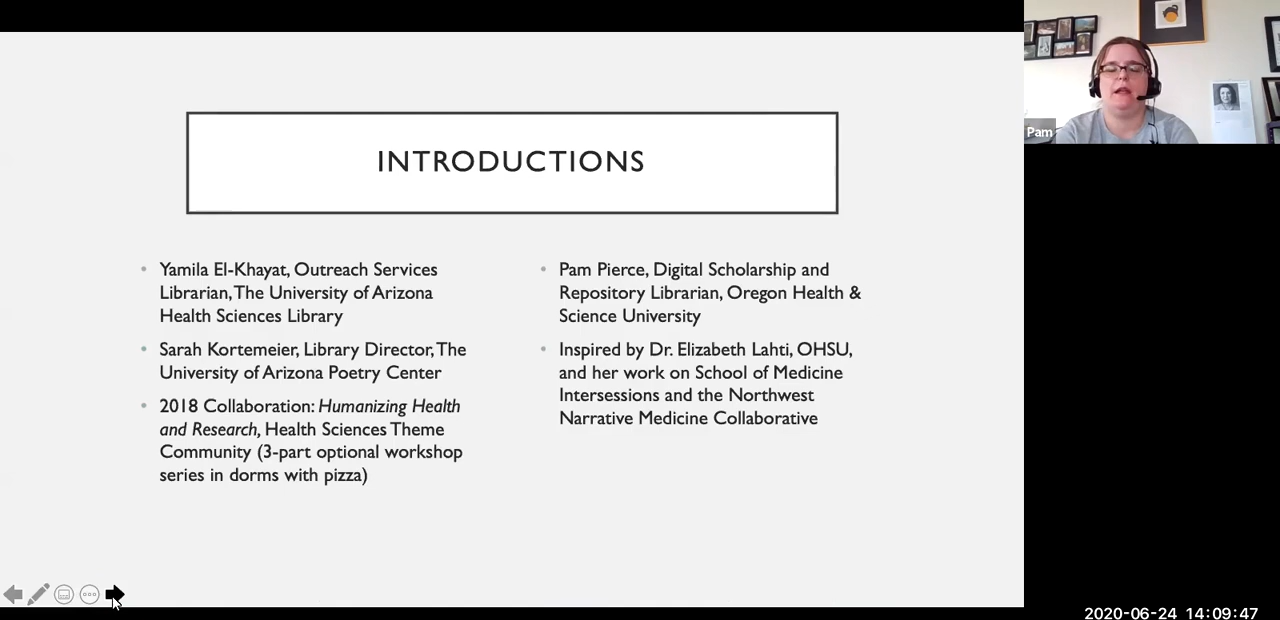 INTRODUCTIONS
Yamila El-Khayat, Outreach Services
Librarian, The University of Arizona
Health Sciences Library
Sarah Kortemeier, Library Director, The
University of Arizona Poetry Center
2018 Collaboration: Humanizing Health
and Research, Health Sciences Theme
Community (3-part optional workshop
series in dorms with pizza)
Pam Pierce, Digital Scholarship and
Repository Librarian, Oregon Health &
Science University
Inspired by Dr. Elizabeth Lahti, OHSU,
and her work on School of Medicine
Intersessions and the Northwest
Narrative Medicine Collaborative
Pam
2020-06-24 14:09:47